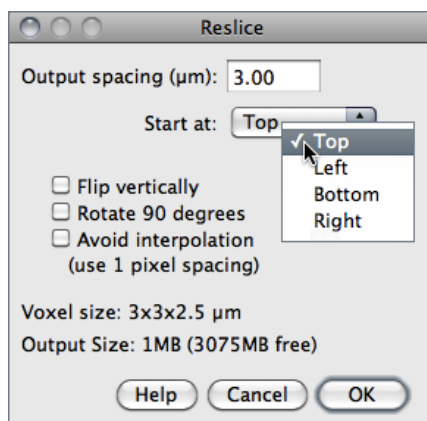 Reslice
Output spacing (µm): 3.00
Start at: Top
✓ Top
Left
Bottom
Right
Flip vertically
Rotate 90 degrees
Avoid interpolation
(use 1 pixel spacing)
Voxel size: 3x3x2.5 µm
Output Size: 1MB (3075MB free)
Help Cancel OK